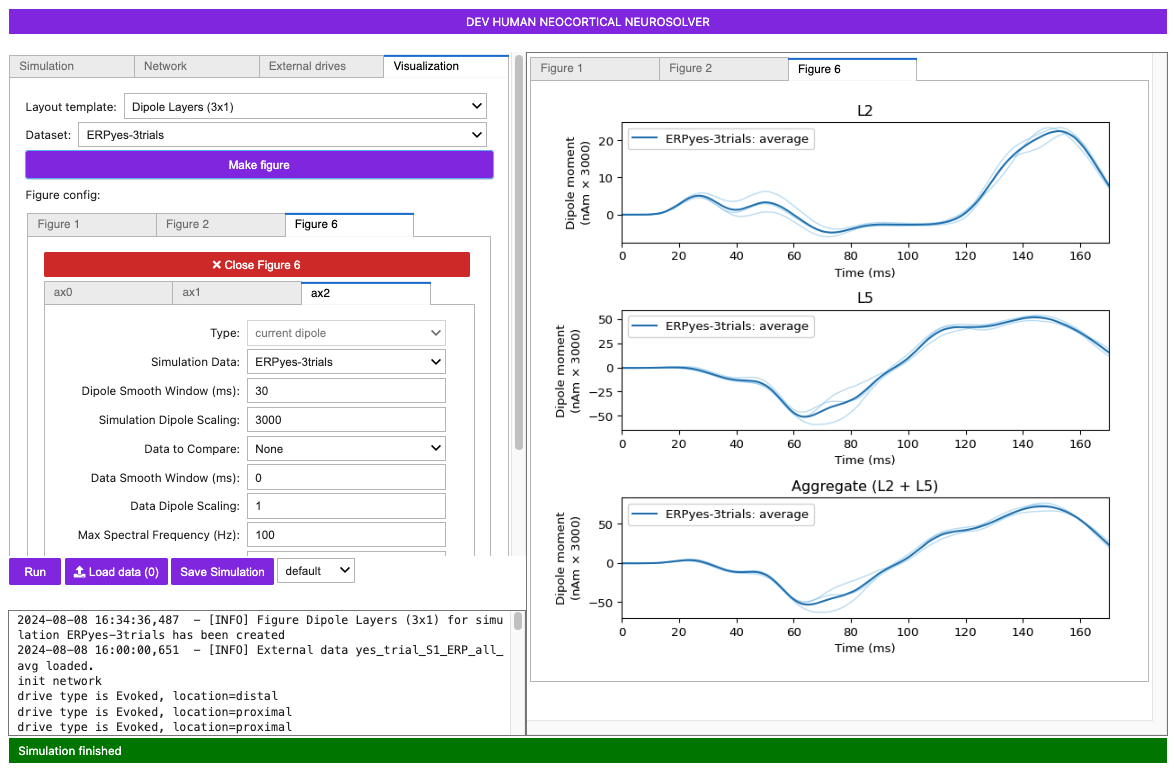 DEV HUMAN NEOCORTICAL NEUROSOLVER
Simulation
Network
External drives
Visualization
Layout template:
Dipole Layers (3x1)
Dataset:
ERPyes-3trials
Make figure
Figure config:
Figure 1
Figure 2
Figure 6
✕ Close Figure 6
ax0
ax1
ax2
Type:
current dipole
Simulation Data:
ERPyes-3trials
Dipole Smooth Window (ms):
30
Simulation Dipole Scaling:
3000
Data to Compare:
None
Data Smooth Window (ms):
0
Data Dipole Scaling:
1
Max Spectral Frequency (Hz):
100
Run
Load data (0)
Save Simulation
default
2024-08-08 16:34:36,487  - [INFO] Figure Dipole Layers (3x1) for simu
lation ERPyes-3trials has been created
2024-08-08 16:00:00,651  - [INFO] External data yes_trial_S1_ERP_all_
avg loaded.
init network
drive type is Evoked, location=distal
drive type is Evoked, location=proximal
drive type is Evoked, location=proximal
Figure 1
Figure 2
Figure 6
L2
ERPyes-3trials: average
Dipole moment
(nAm × 3000)
20
10
0
0 20 40 60 80 100 120 140 160
Time (ms)
L5
ERPyes-3trials: average
Dipole moment
(nAm × 3000)
50
25
0
−25
−50
0 20 40 60 80 100 120 140 160
Time (ms)
Aggregate (L2 + L5)
ERPyes-3trials: average
Dipole moment
(nAm × 3000)
50
0
−50
0 20 40 60 80 100 120 140 160
Time (ms)
Simulation finished